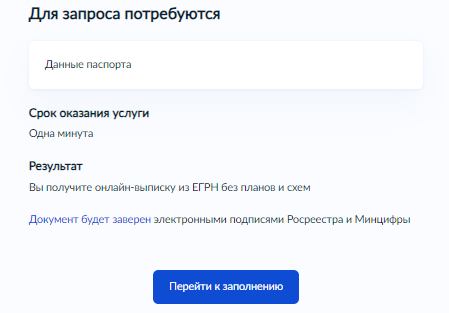 Для запроса потребуются
Данные паспорта
Срок оказания услуги
Одна минута
Результат
Вы получите онлайн-выписку из ЕГРН без планов и схем
Документ будет заверен электронными подписями Росреестра и Минцифры
Перейти к заполнению